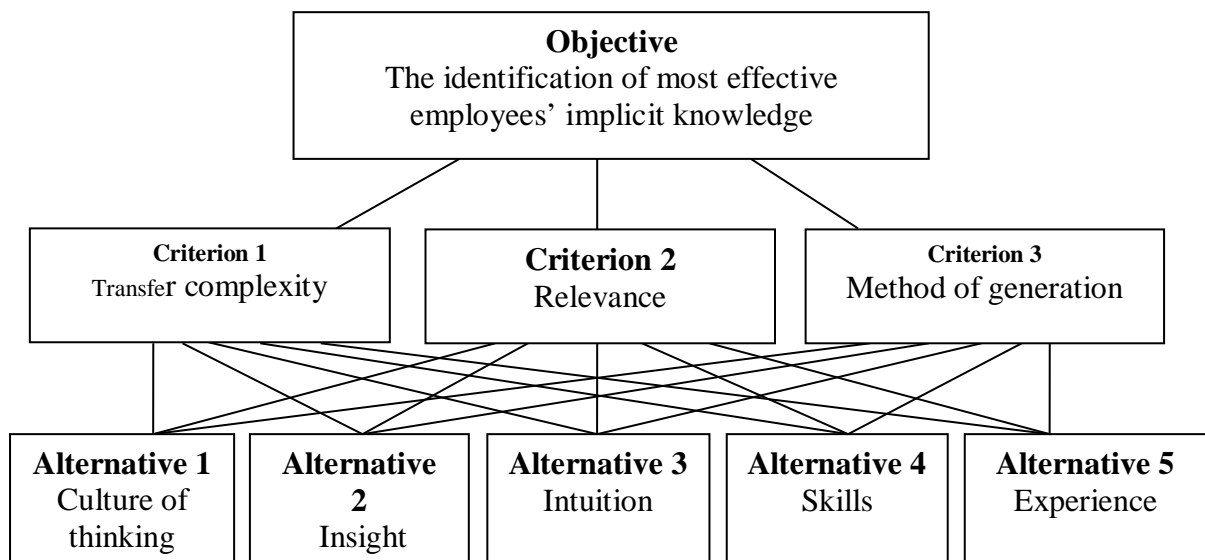 Objective
The identification of most effective
employees’ implicit knowledge
Criterion 1
Transfer complexity
Criterion 2
Relevance
Criterion 3
Method of generation
Alternative 1
Culture of
thinking
Alternative
2
Insight
Alternative 3
Intuition
Alternative 4
Skills
Alternative 5
Experience